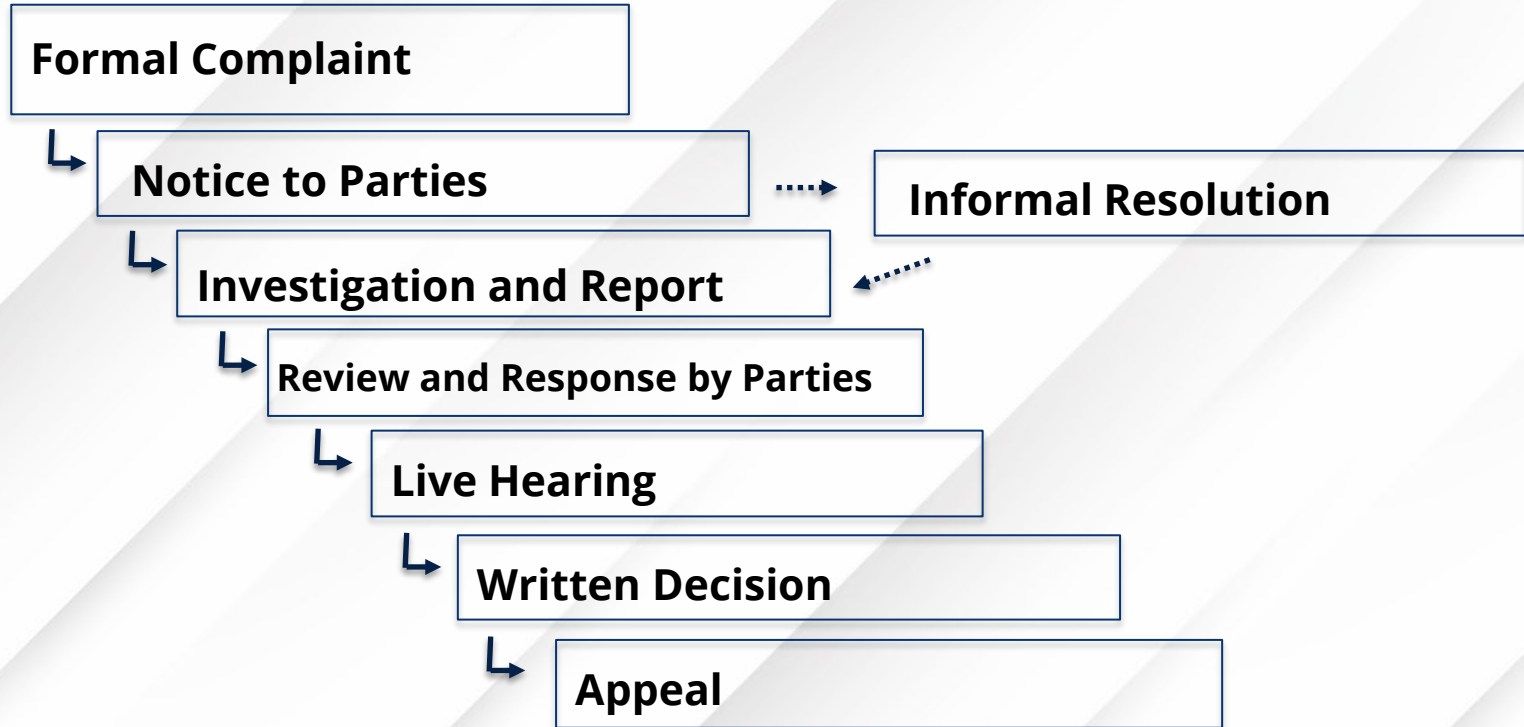 Formal Complaint
Notice to Parties
Informal Resolution
Investigation and Report
Review and Response by Parties
Live Hearing
Written Decision
Appeal